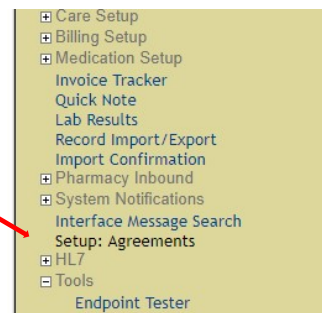 Care Setup
Billing Setup
Medication Setup
Invoice Tracker
Quick Note
Lab Results
Record Import/Export
Import Confirmation
Pharmacy Inbound
System Notifications
Interface Message Search
Setup: Agreements
HL7
Tools
Endpoint Tester